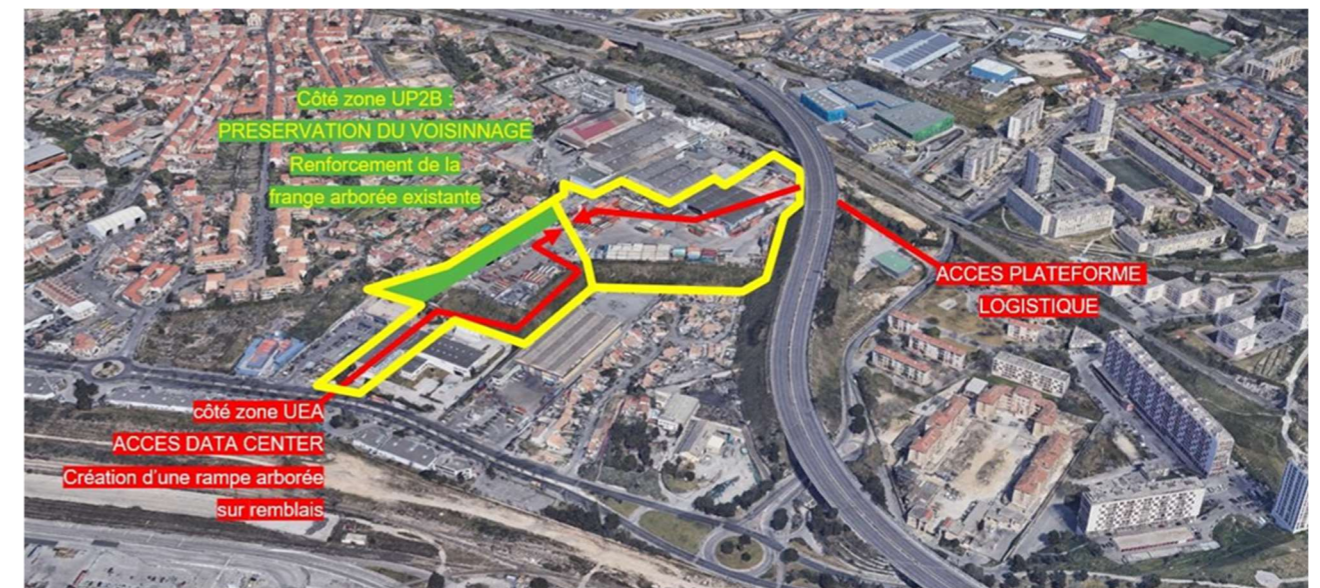 Côté zone UP2B :
PRESERVATION DU VOISINNAGE
Renforcement de la
frange arborée existante
ACCES PLATEFORME
LOGISTIQUE
côté zone UEA
ACCES DATA CENTER
Création d'une rampe arborée
sur remblais